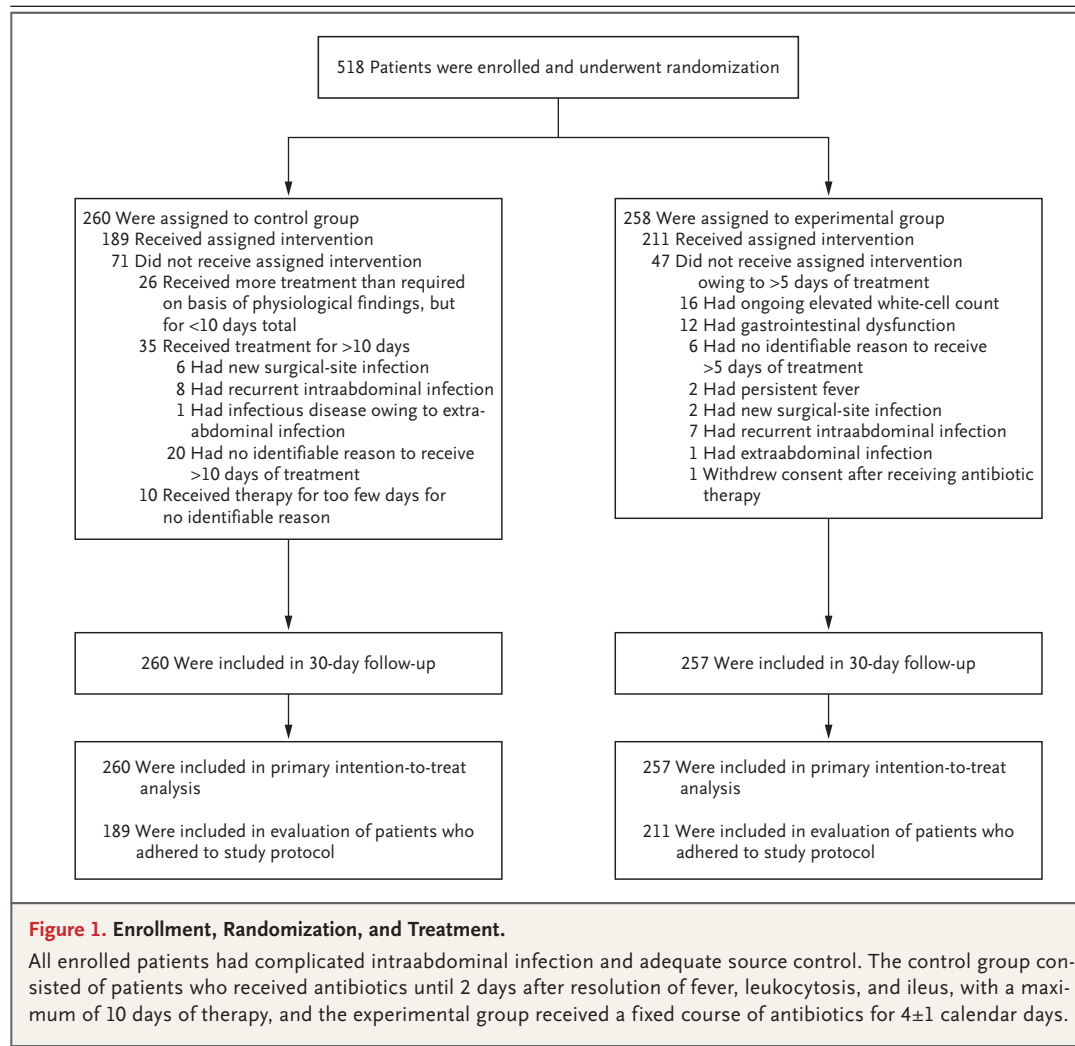 518 Patients were enrolled and underwent randomization
260 Were assigned to control group
189 Received assigned intervention
71 Did not receive assigned intervention
26 Received more treatment than required
on basis of physiological findings, but
for <10 days total
35 Received treatment for >10 days
6 Had new surgical-site infection
8 Had recurrent intraabdominal infection
1 Had infectious disease owing to extra-
abdominal infection
20 Had no identifiable reason to receive
>10 days of treatment
10 Received therapy for too few days for
no identifiable reason
258 Were assigned to experimental group
211 Received assigned intervention
47 Did not receive assigned intervention
owing to >5 days of treatment
16 Had ongoing elevated white-cell count
12 Had gastrointestinal dysfunction
6 Had no identifiable reason to receive
>5 days of treatment
2 Had persistent fever
2 Had new surgical-site infection
7 Had recurrent intraabdominal infection
1 Had extraabdominal infection
1 Withdrew consent after receiving antibiotic
therapy
260 Were included in 30-day follow-up
257 Were included in 30-day follow-up
260 Were included in primary intention-to-treat
analysis
189 Were included in evaluation of patients who
adhered to study protocol
257 Were included in primary intention-to-treat
analysis
211 Were included in evaluation of patients who
adhered to study protocol
Figure 1. Enrollment, Randomization, and Treatment.
All enrolled patients had complicated intraabdominal infection and adequate source control. The control group con-
sisted of patients who received antibiotics until 2 days after resolution of fever, leukocytosis, and ileus, with a maxi-
mum of 10 days of therapy, and the experimental group received a fixed course of antibiotics for 4±1 calendar days.